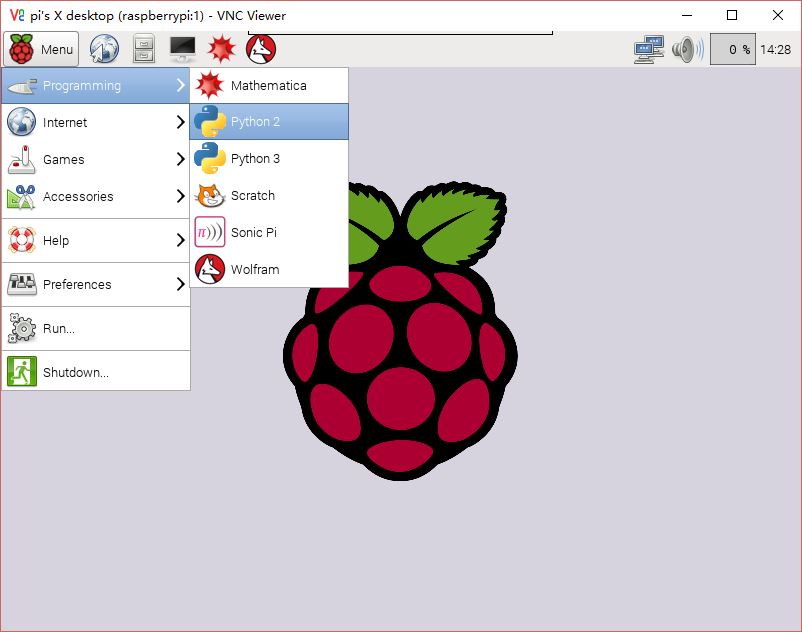 pi's X desktop (raspberrypi:1) - VNC Viewer
Menu
0 %
14:28
Programming
Internet
Games
Accessories
Help
Preferences
Run...
Shutdown...
Mathematica
Python 2
Python 3
Scratch
Sonic Pi
Wolfram